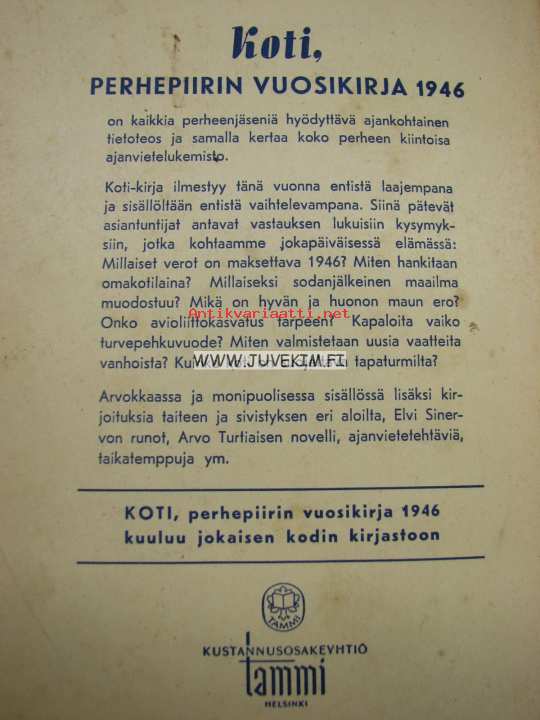 Koti,
PERHEPIIRIN VUOSIKIRJA 1946
on kaikkia perheenjäseniä hyödyttävä ajankohtainen
tietoteos ja samalla kertaa koko perheen kiintoisa
ajanvietelukemisto.
Koti-kirja ilmestyy tänä vuonna entistä laajempana
ja sisällöltään entistä vaihtelevampana. Siinä pätevät
asiantuntijat antavat vastauksen lukuisiin kysymyk-
siin, jotka kohtaamme jokapäiväisessä elämässä:
Millaiset verot on maksettava 1946? Miten hankitaan
omakotilaina? Millaiseksi sodanjälkeinen maailma
muodostuu? Mikä on hyvän ja huonon maun ero?
Antikvariaatti.net
Onko avioliittokasvatus tarpeen? Kapaloita vaiko
turvepehkuvuode? Miten valmistetaan uusia vaatteita
vanhoista? tapaturmilta?
WWW.JUVEKIM.FI
Arvokkaassa ja monipuolisessa sisällössä lisäksi kir-
joituksia taiteen ja sivistyksen eri aloilta, Elvi Siner-
von runot, Arvo Turtiaisen novelli, ajanvietetehtäviä,
taikatemppuja ym.
KOTI, perhepiirin vuosikirja 1946
kuuluu jokaisen kodin kirjastoon
TAMMI
KUSTANNUSOSAKEYHTIÖ
tammi
HELSINKI